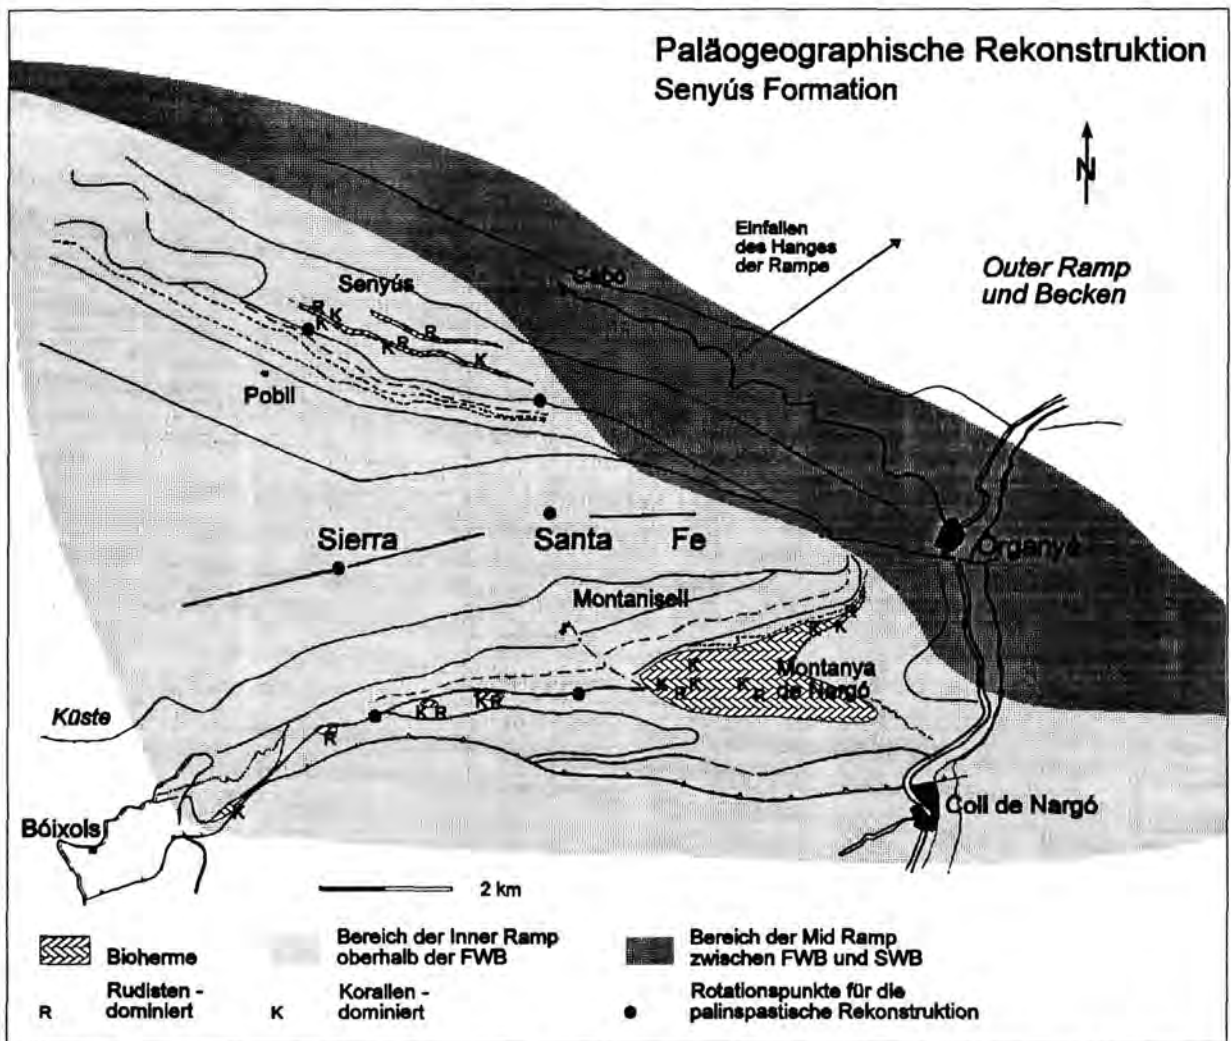 Paläogeographische Rekonstruktion
Senyús Formation
N
Einfallen
des Hanges
der Rampe
Outer Ramp
und Becken
Cabo
Senyús
R
K
K
R
R
K
K
Pobil
Sierra Santa Fe
Organyà
Montanisell
R
K
R
K
Montanya
de Nargó
K
R
K
K
R
K
R
K
R
R
Küste
K
Bóixols
Coll de Nargó
2 km
Bioherme
Bereich der Inner Ramp
oberhalb der FWB
Bereich der Mid Ramp
zwischen FWB und SWB
R Rudisten -
dominiert
K Korallen -
dominiert
Rotationspunkte für die
palinspastische Rekonstruktion